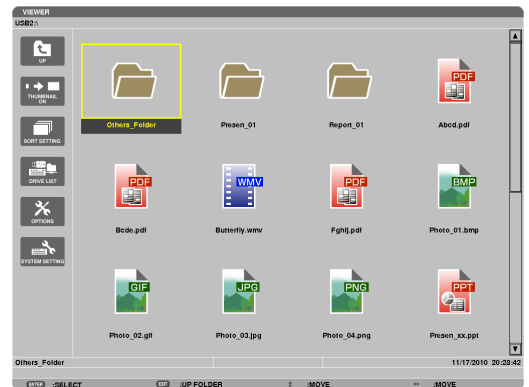 VIEWER
USB2:\
UP
THUMBNAIL
ON
SORT SETTING
DRIVE LIST
OPTIONS
SYSTEM SETTING
Others_Folder
Presen_01
Report_01
PDF
Abcd.pdf
PDF
Bcde.pdf
WMV
Butterfly.wmv
PDF
Fghij.pdf
BMP
Photo_01.bmp
GIF
Photo_02.gif
JPG
Photo_03.jpg
PNG
Photo_04.png
PPT
Presen_xx.ppt
Others_Folder
11/17/2010 20:28:42
ENTER :SELECT EXIT :UP FOLDER :MOVE :MOVE